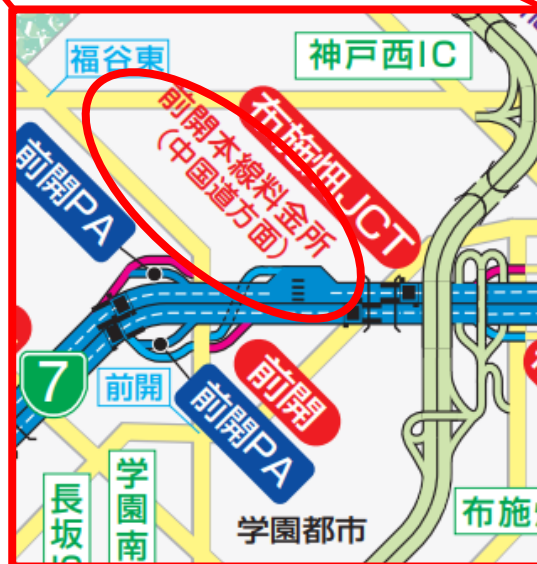 福谷東
神戸西IC
前開本線料金所
（中国道方面）
布施畑JCT
前開PA
7
前開
前開
前開PA
学園都市
長坂
学園南
布施